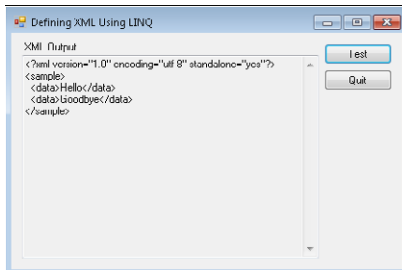 Defining XML Using LINQ
XML Output
Test
<?xml version="1.0" encoding="utf-8" standalone="yes"?>
<sample>
<data>Hello</data>
<data>Goodbye</data>
</sample>
Quit